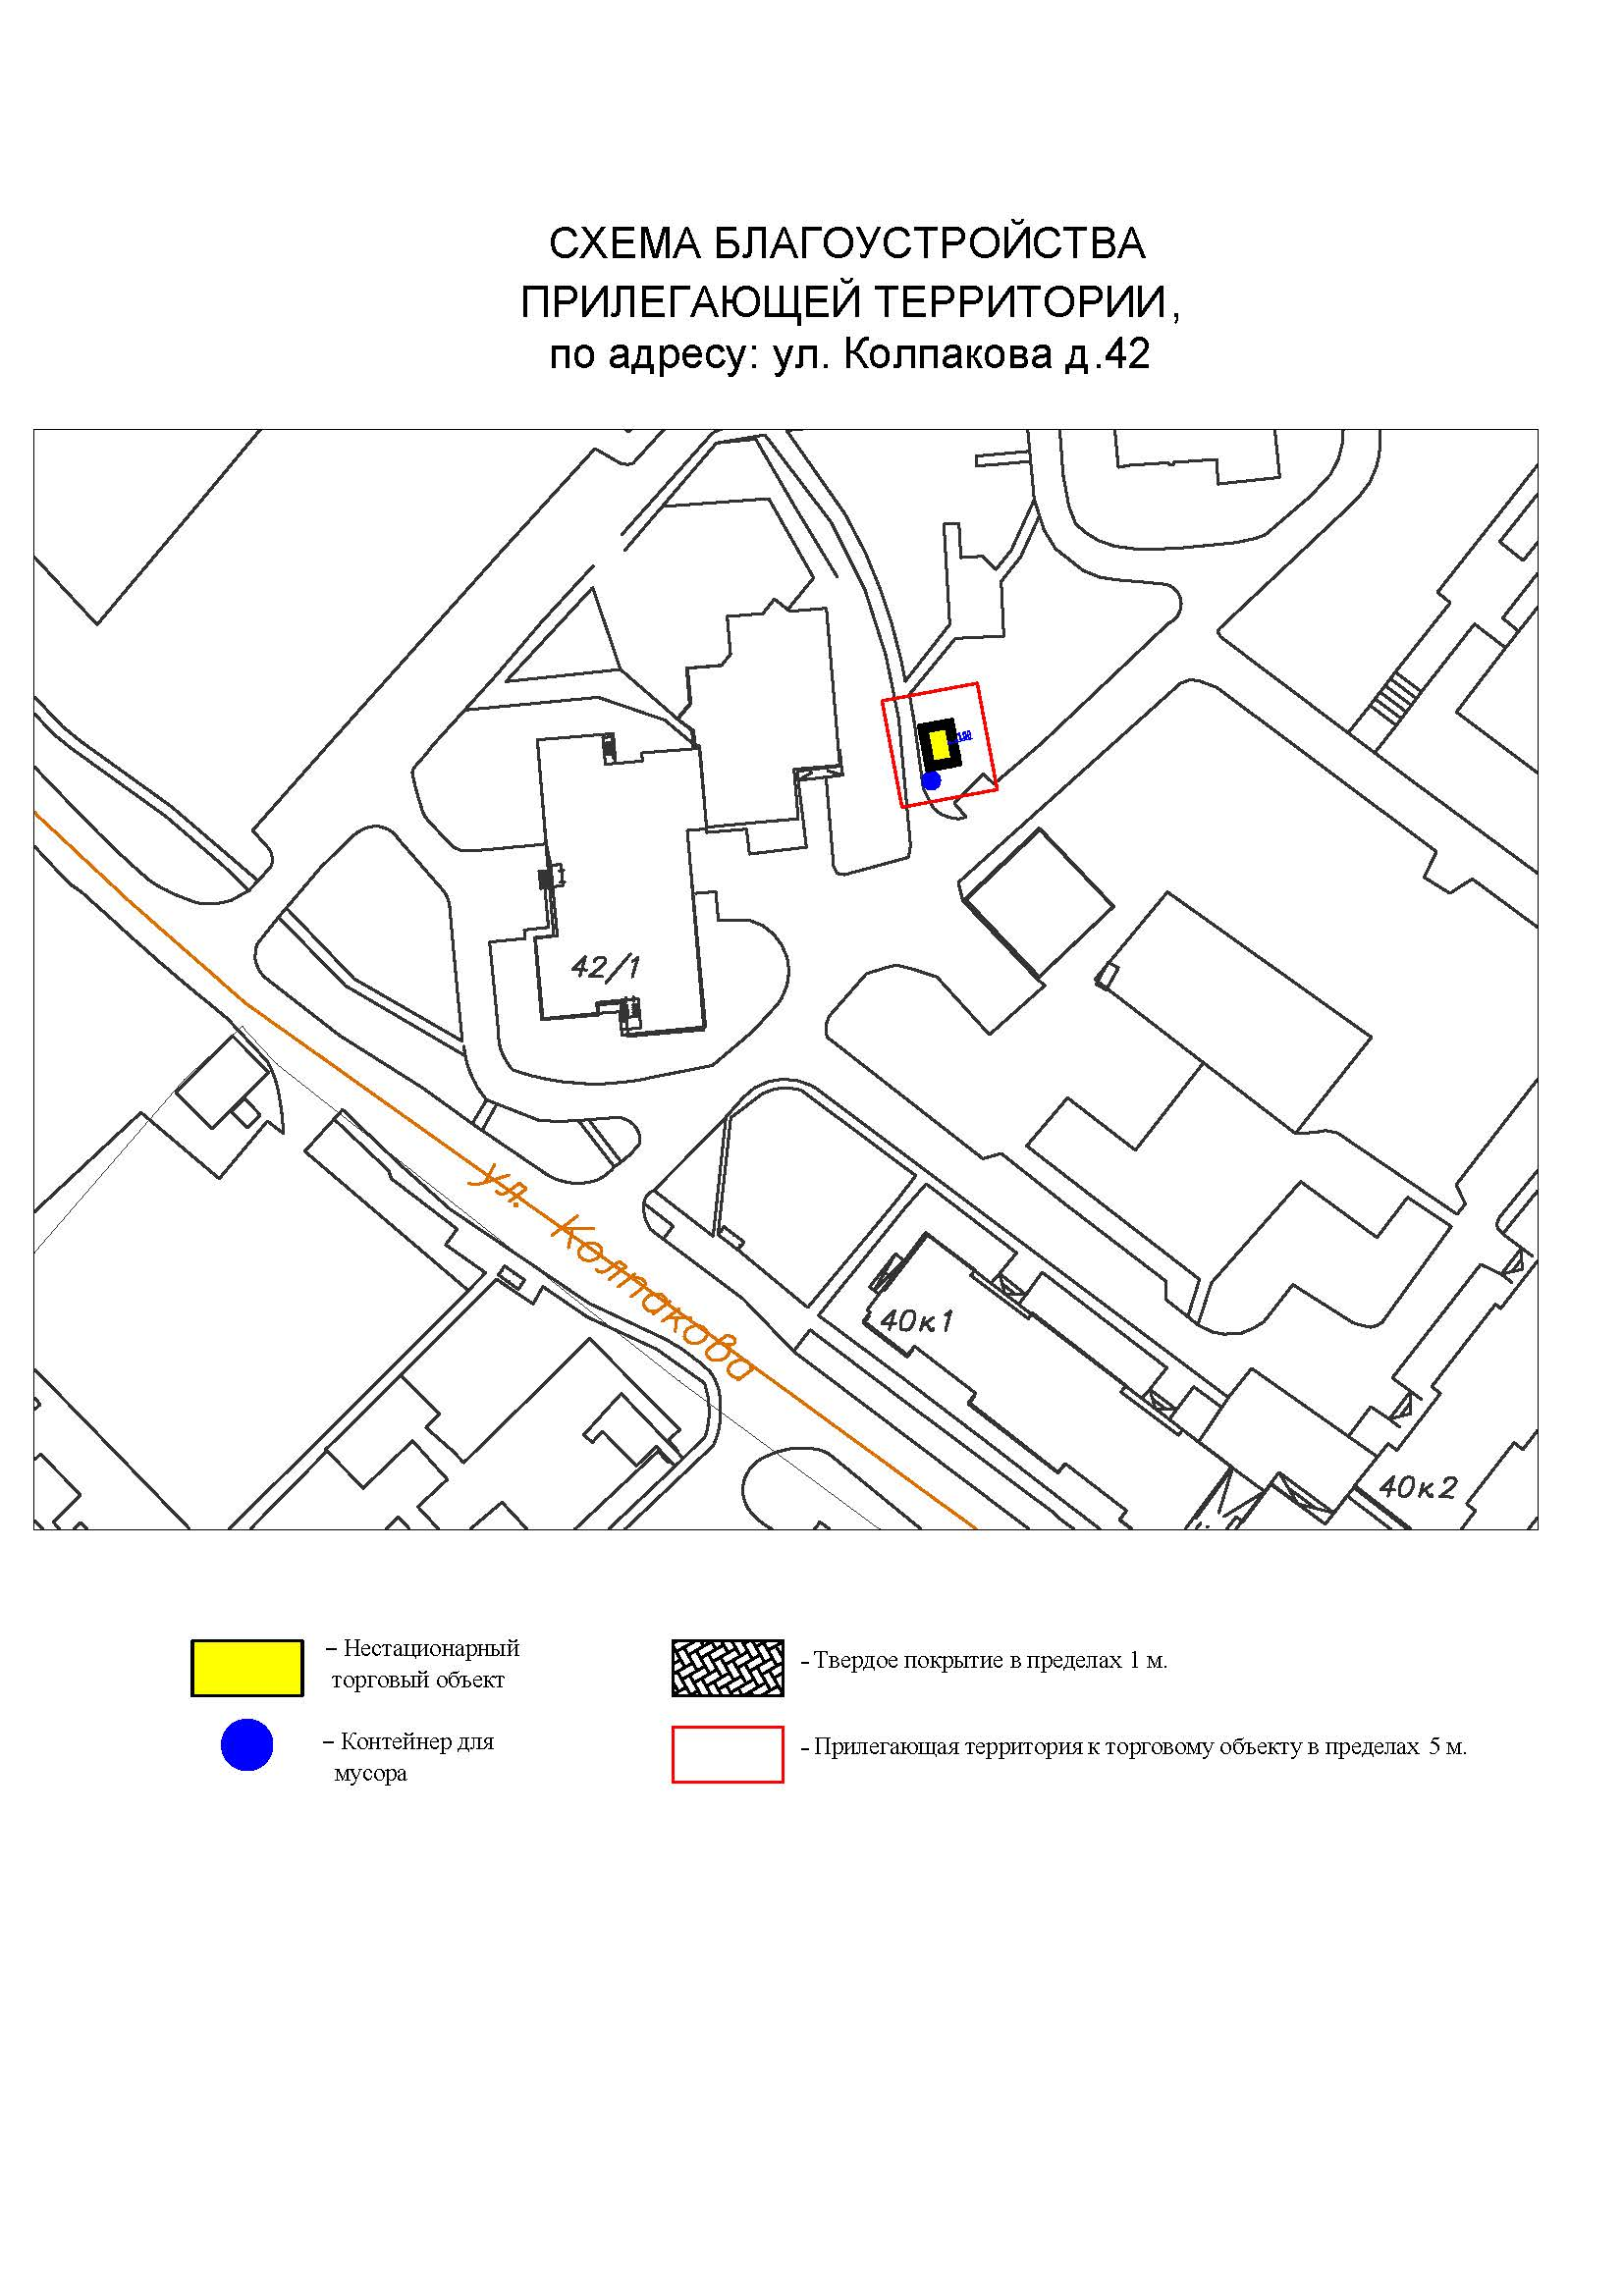 СХЕМА БЛАГОУСТРОЙСТВА
ПРИЛЕГАЮЩЕЙ ТЕРРИТОРИИ,
по адресу: ул. Колпакова д.42
42/1
ул. Колпакова
40к1
40к2
– Нестационарный
торговый объект
– Твердое покрытие в пределах 1 м.
– Контейнер для
мусора
– Прилегающая территория к торговому объекту в пределах 5 м.